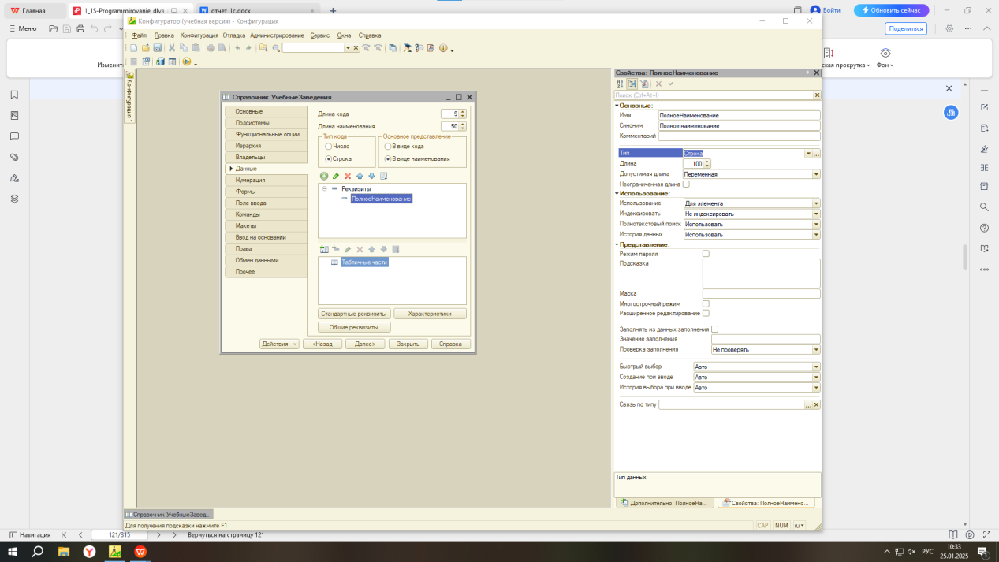 Главная
1_1S-Programmirovanie_dlya
отчет_1с.docx
Войти
Обновить сейчас
Меню
Поделиться
Изменить
ская прокрутка
Фон
Конфигуратор (учебная версия) - Конфигурация
Файл Правка Конфигурация Отладка Администрирование Сервис Окна Справка
Конфигурация
Справочник УчебныеЗаведения
Основные
Подсистемы
Функциональные опции
Иерархия
Владельцы
Данные
Нумерация
Формы
Поле ввода
Команды
Макеты
Ввод на основании
Права
Обмен данными
Прочее
Длина кода 9
Длина наименования 50
Тип кода
Число
Строка
Основное представление
В виде кода
В виде наименования
Реквизиты
ПолноеНаименование
Табличные части
Стандартные реквизиты
Характеристики
Общие реквизиты
Действия
<Назад
Далее>
Закрыть
Справка
Свойства: ПолноеНаименование
Поиск (Ctrl+Alt+I)
Основные:
Имя ПолноеНаименование
Синоним Полное наименование
Комментарий
Тип Строка
Длина 100
Допустимая длина Переменная
Неограниченная длина
Использование:
Использование Для элемента
Индексировать Не индексировать
Полнотекстовый поиск Использовать
История данных Использовать
Представление:
Режим пароля
Подсказка
Маска
Многострочный режим
Расширенное редактирование
Заполнять из данных заполнения
Значение заполнения
Проверка заполнения Не проверять
Быстрый выбор Авто
Создание при вводе Авто
История выбора при вводе Авто
Связь по типу
Тип данных
Дополнительно: ПолноеНа...
Свойства: ПолноеНаимено...
Справочник УчебныеЗавед...
Для получения подсказки нажмите F1
CAP NUM ru
Навигация
121/315
Вернуться на страницу 121
РУС
10:33
25.01.2025
1